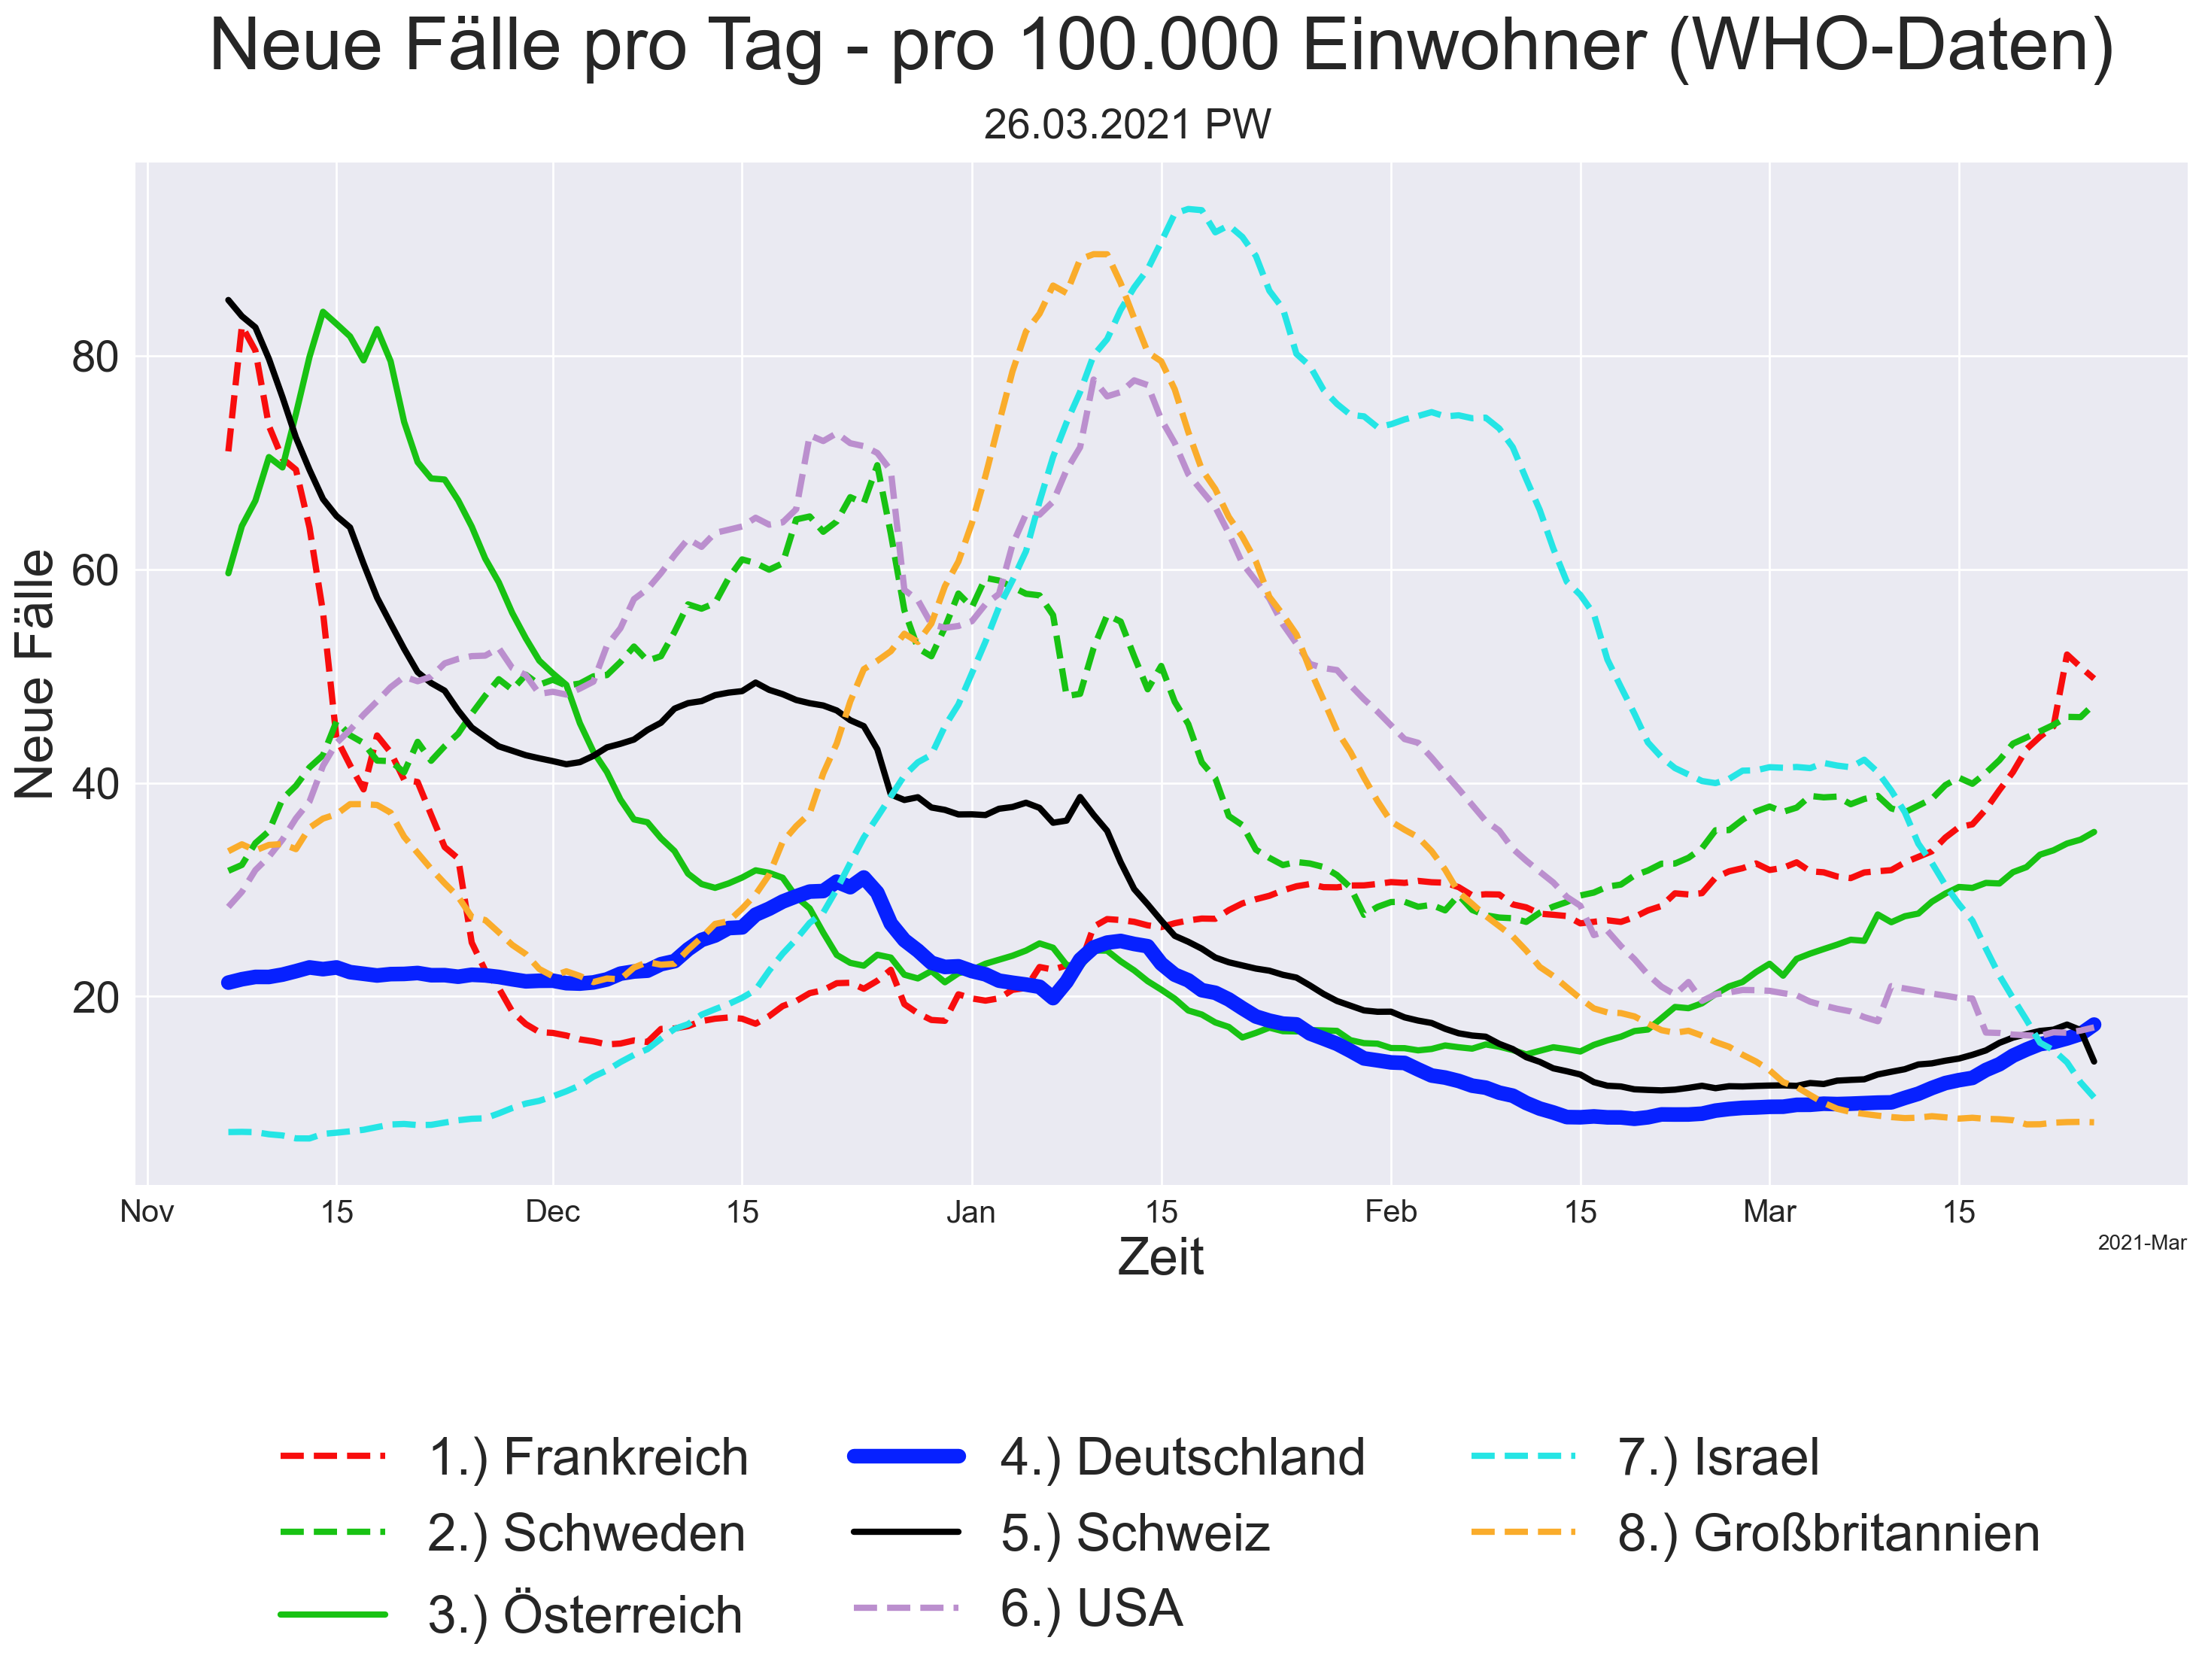 Neue Fälle pro Tag - pro 100.000 Einwohner (WHO-Daten)
26.03.2021 PW
Neue Fälle
80
60
40
20
Nov 15 Dec 15 Jan 15 Feb 15 Mar 15
2021-Mar
Zeit
1.) Frankreich
2.) Schweden
3.) Österreich
4.) Deutschland
5.) Schweiz
6.) USA
7.) Israel
8.) Großbritannien